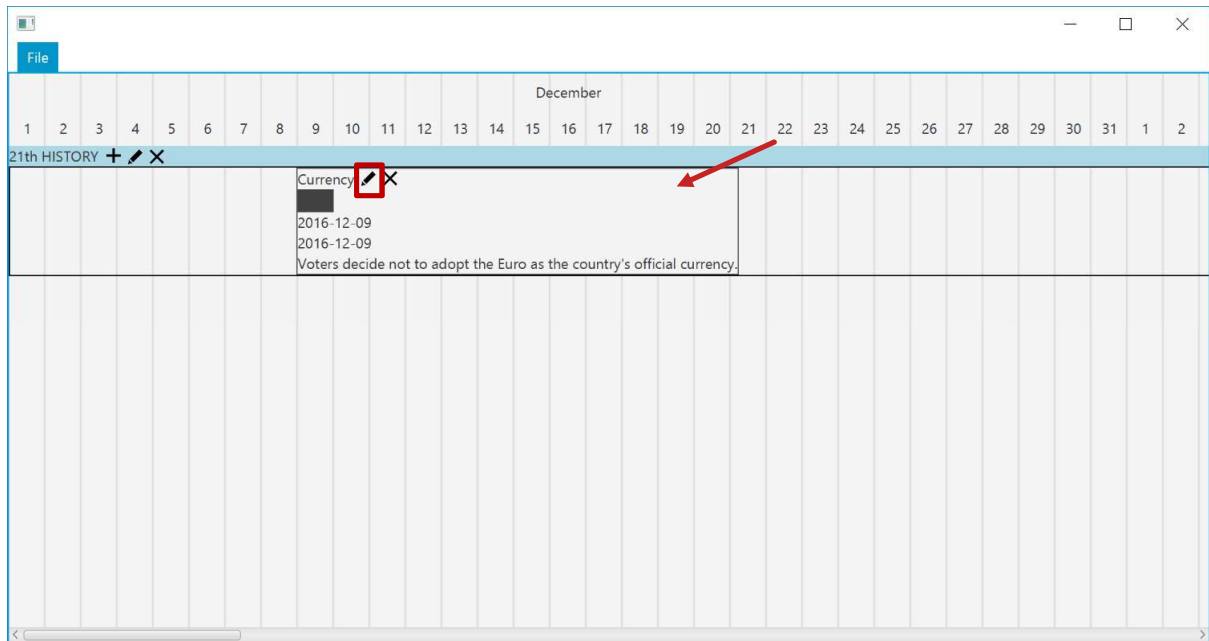 File
December
1 2 3 4 5 6 7 8 9 10 11 12 13 14 15 16 17 18 19 20 21 22 23 24 25 26 27 28 29 30 31 1 2
21th HISTORY
Currency
2016-12-09
2016-12-09
Voters decide not to adopt the Euro as the country's official currency.